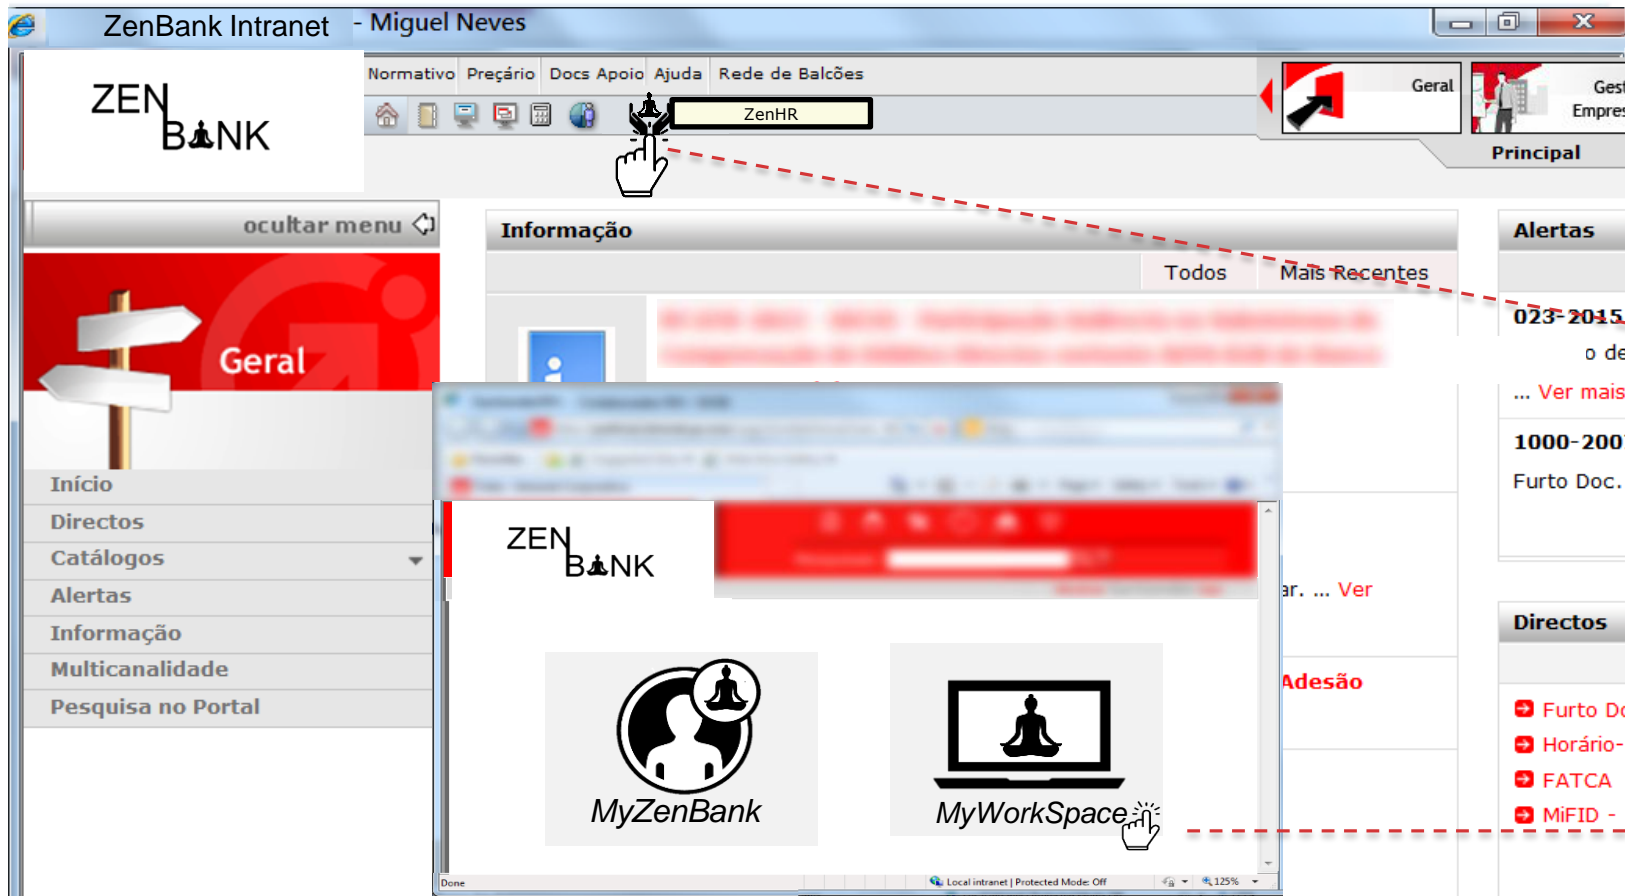 ZenBank Intranet - Miguel Neves
ZEN
BANK
Normativo Preçário Docs Apoio Ajuda Rede de Balcões
ZenHR
Geral
Gest
Empres
Principal
ocultar menu
Geral
Início
Directos
Catálogos
Alertas
Informação
Multicanalidade
Pesquisa no Portal
Informação
Todos Mais Recentes
Alertas
023-2015
o de
... Ver mais
1000-200
Furto Doc.
ar. ... Ver
Adesão
Directos
Furto Do
Horário-
FATCA
MiFID -
ZEN
BANK
MyZenBank
MyWorkSpace
Done
Local intranet | Protected Mode: Off
125%